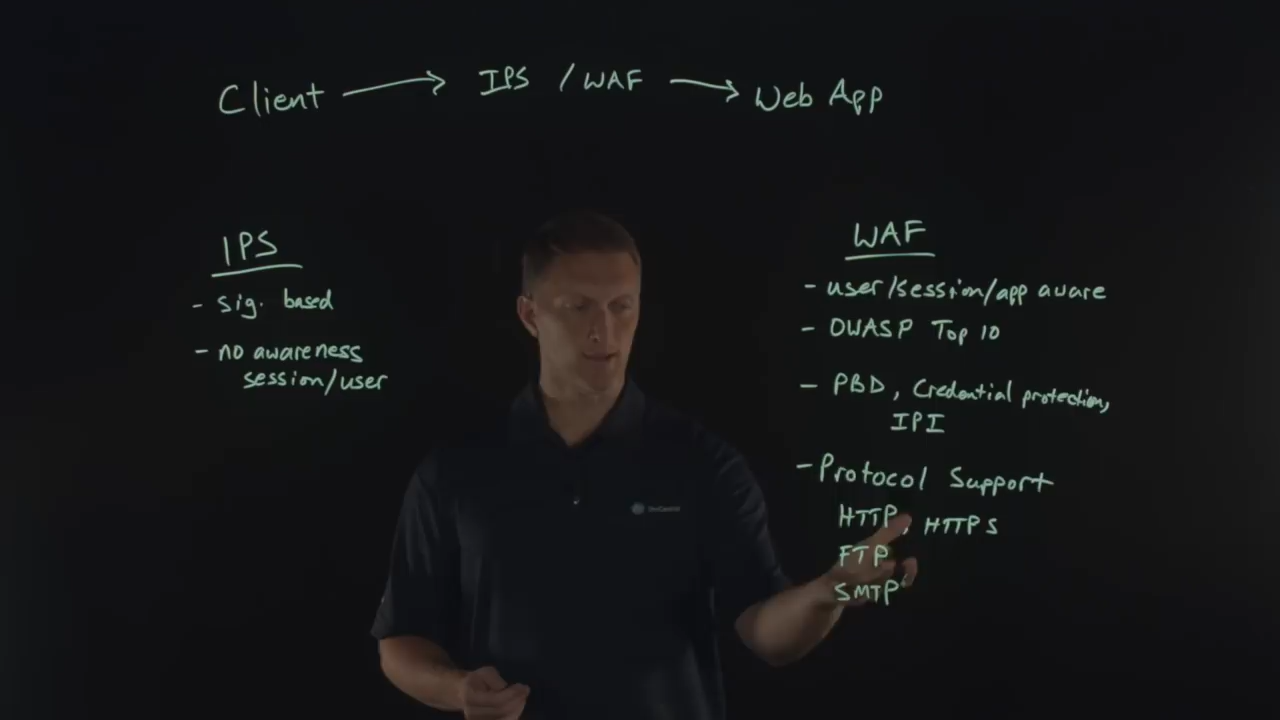 Client → IPS / WAF → Web App
IPS
- sig. based
- no awareness
session/user
WAF
- user/session/app aware
- OWASP Top 10
- PBD, Credential protection,
IPI
- Protocol Support
HTTP, HTTPS
FTP
SMTP